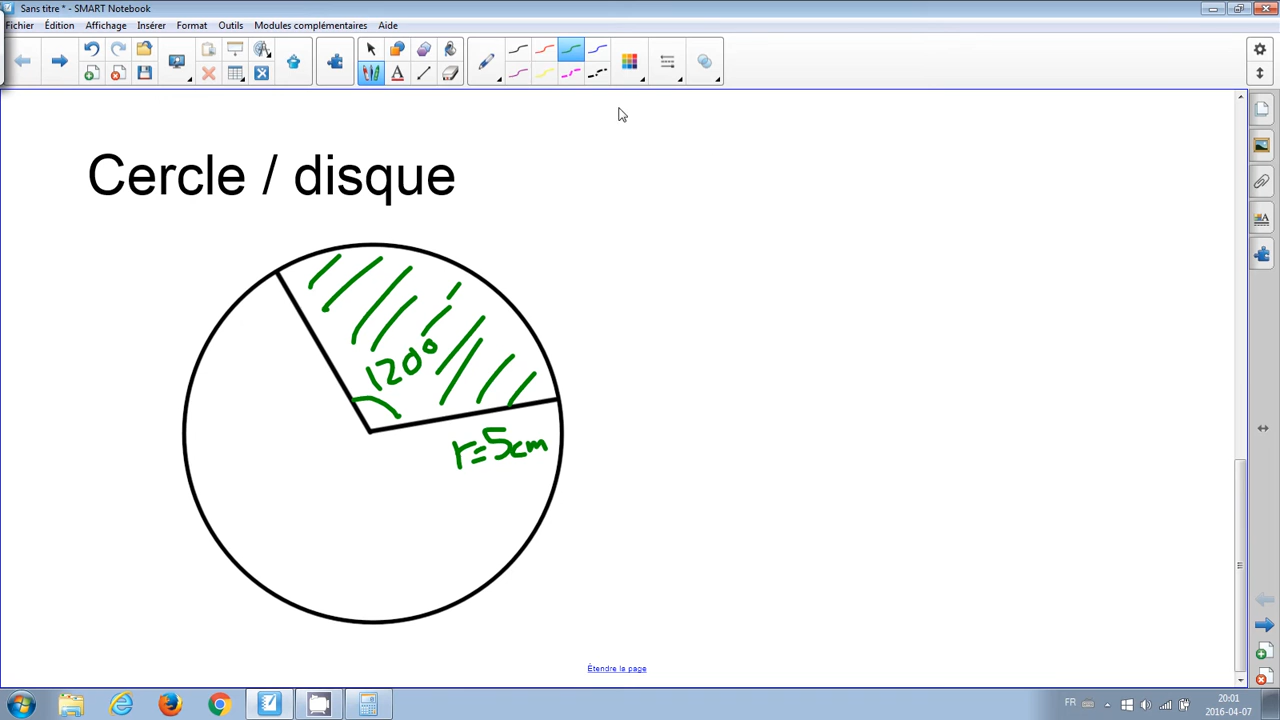 Sans titre * - SMART Notebook
Fichier Édition Affichage Insérer Format Outils Modules complémentaires Aide
Cercle / disque
120°
r=5cm
Étendre la page
FR
20:01
2016-04-07